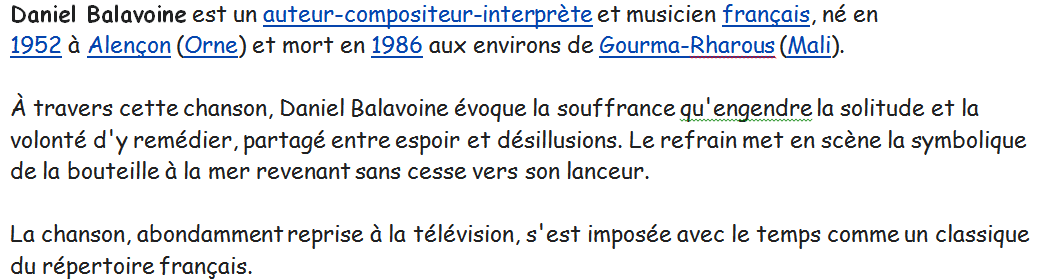 Daniel Balavoine est un auteur-compositeur-interprète et musicien français, né en
1952 à Alençon (Orne) et mort en 1986 aux environs de Gourma-Rharous (Mali).
À travers cette chanson, Daniel Balavoine évoque la souffrance qu'engendre la solitude et la
volonté d'y remédier, partagé entre espoir et désillusions. Le refrain met en scène la symbolique
de la bouteille à la mer revenant sans cesse vers son lanceur.
La chanson, abondamment reprise à la télévision, s'est imposée avec le temps comme un classique
du répertoire français.